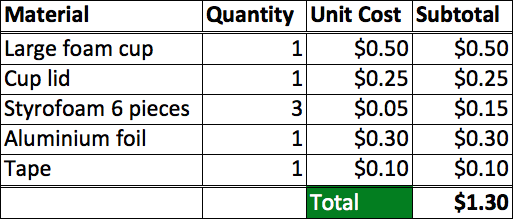 Material Quantity Unit Cost Subtotal
Large foam cup 1 $0.50 $0.50
Cup lid 1 $0.25 $0.25
Styrofoam 6 pieces 3 $0.05 $0.15
Aluminium foil 1 $0.30 $0.30
Tape 1 $0.10 $0.10
Total $1.30